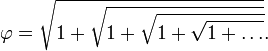 φ = √(1 + √(1 + √(1 + √(1 + ….